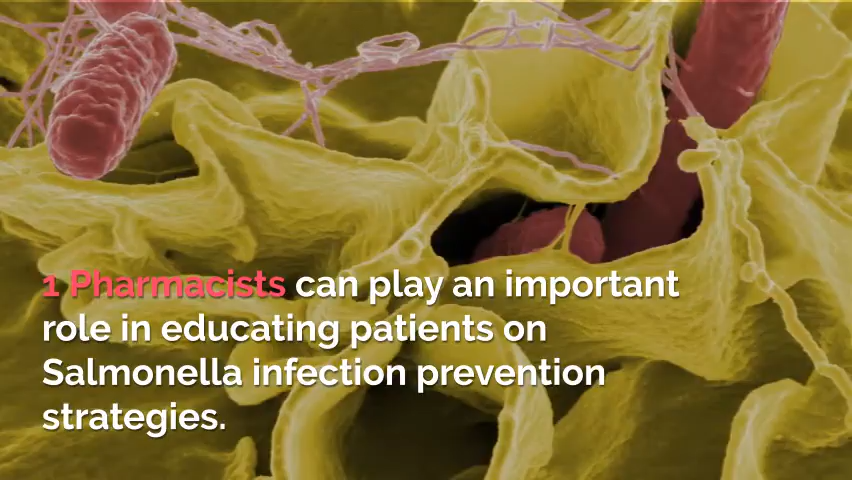 1 Pharmacists can play an important
role in educating patients on
Salmonella infection prevention
strategies.